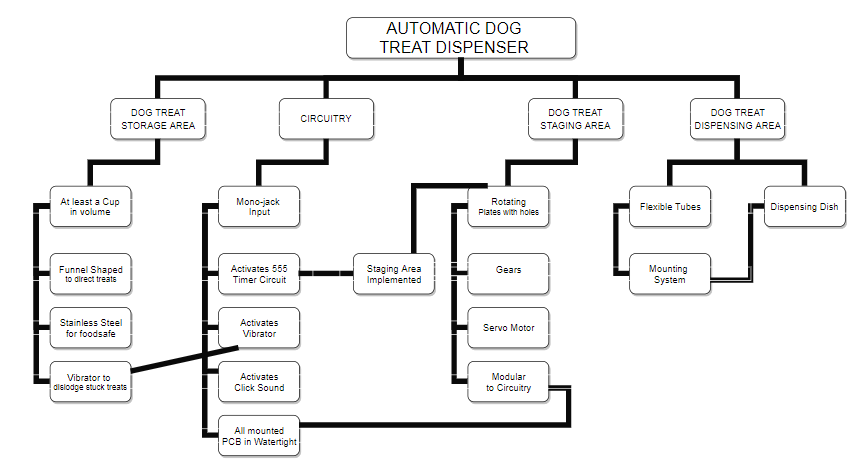 AUTOMATIC DOG
TREAT DISPENSER
DOG TREAT
STORAGE AREA
CIRCUITRY
DOG TREAT
STAGING AREA
DOG TREAT
DISPENSING AREA
At least a Cup
in volume
Mono-jack
Input
Rotating
Plates with holes
Flexible Tubes
Dispensing Dish
Funnel Shaped
to direct treats
Activates 555
Timer Circuit
Staging Area
Implemented
Gears
Mounting
System
Stainless Steel
for foodsafe
Activates
Vibrator
Servo Motor
Vibrator to
dislodge stuck treats
Activates
Click Sound
Modular
to Circuitry
All mounted
PCB in Watertight